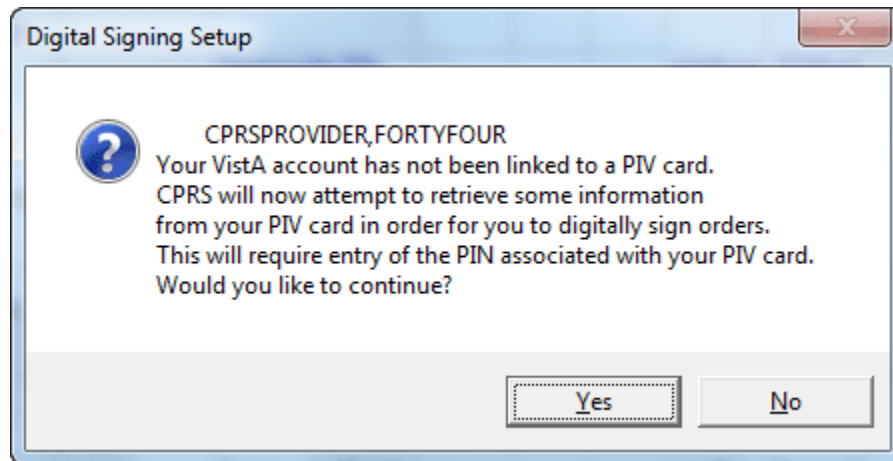 Digital Signing Setup
CPRSPROVIDER,FORTYFOUR
Your VistA account has not been linked to a PIV card.
CPRS will now attempt to retrieve some information
from your PIV card in order for you to digitally sign orders.
This will require entry of the PIN associated with your PIV card.
Would you like to continue?
Yes
No